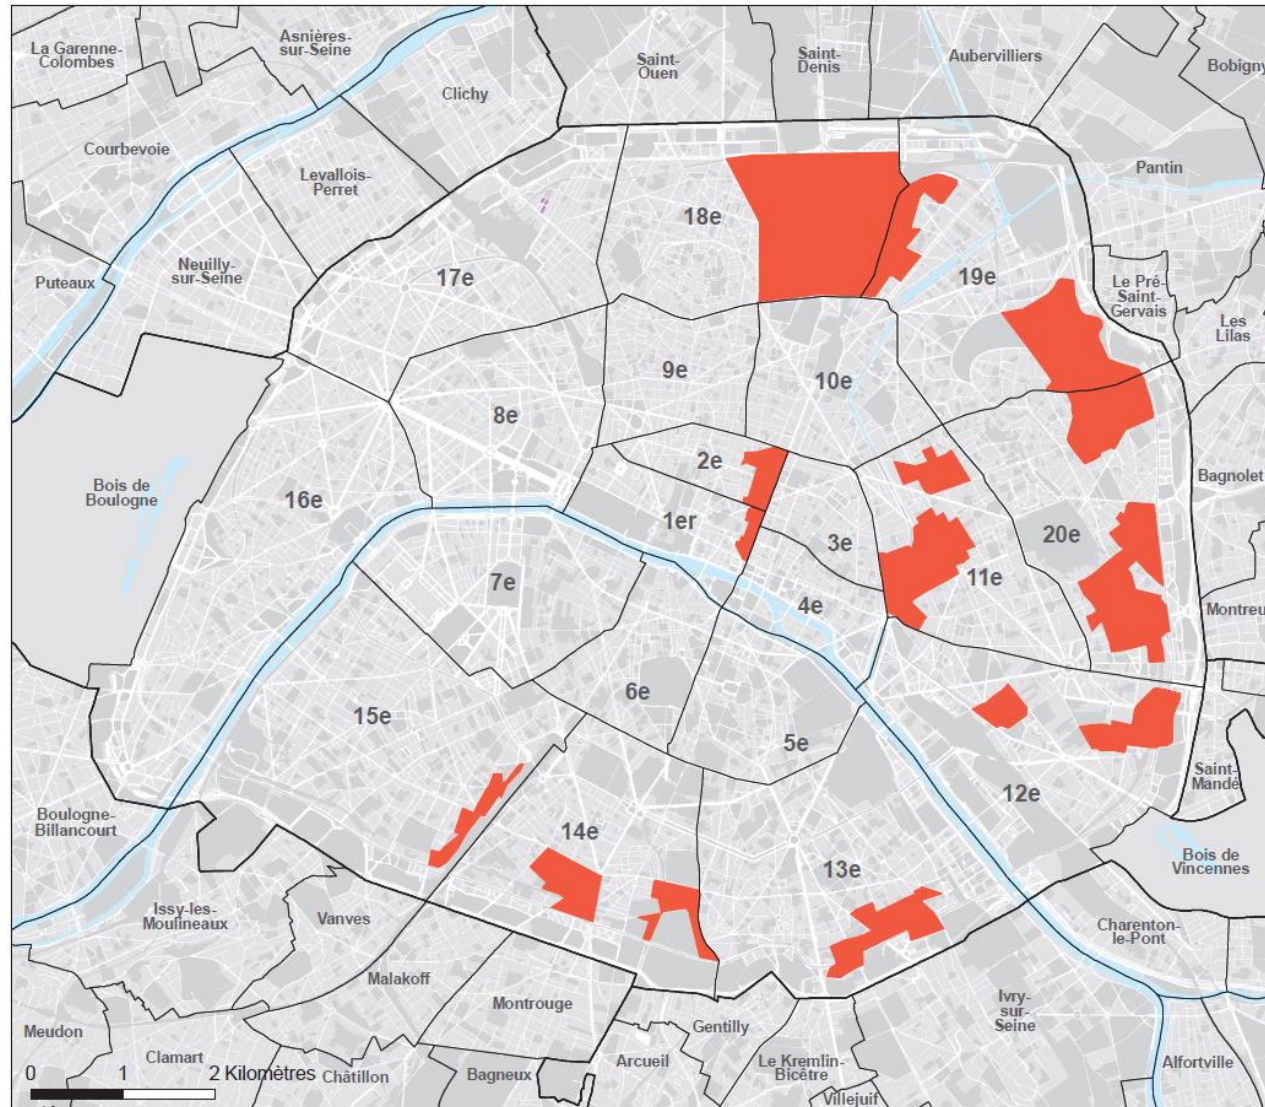 La Garenne-
Colombes
Asnières-
sur-Seine
Saint-
Ouen
Saint-
Denis
Aubervilliers
Bobigny
Clichy
Courbevoie
Levallois-
Perret
Pantin
18e
Puteaux
Neuilly-
sur-Seine
17e
19e
Le Pré-
Saint-
Gervais
Les
Lilas
9e
10e
8e
2e
Bois de
Boulogne
16e
1er
3e
20e
Bagnolet
7e
11e
4e
Montreu
6e
15e
5e
12e
Saint-
Mandé
Boulogne-
Billancourt
14e
13e
Bois de
Vincennes
Issy-les-
Moulineaux
Vanves
Charenton-
le-Pont
Malakoff
Montrouge
Ivry-
sur-
Seine
Meudon
Gentilly
Clamart
Arcueil
Le Kremlin-
Bicêtre
Alfortville
0 1 2 Kilomètres
Châtillon
Bagneux
Villejuif